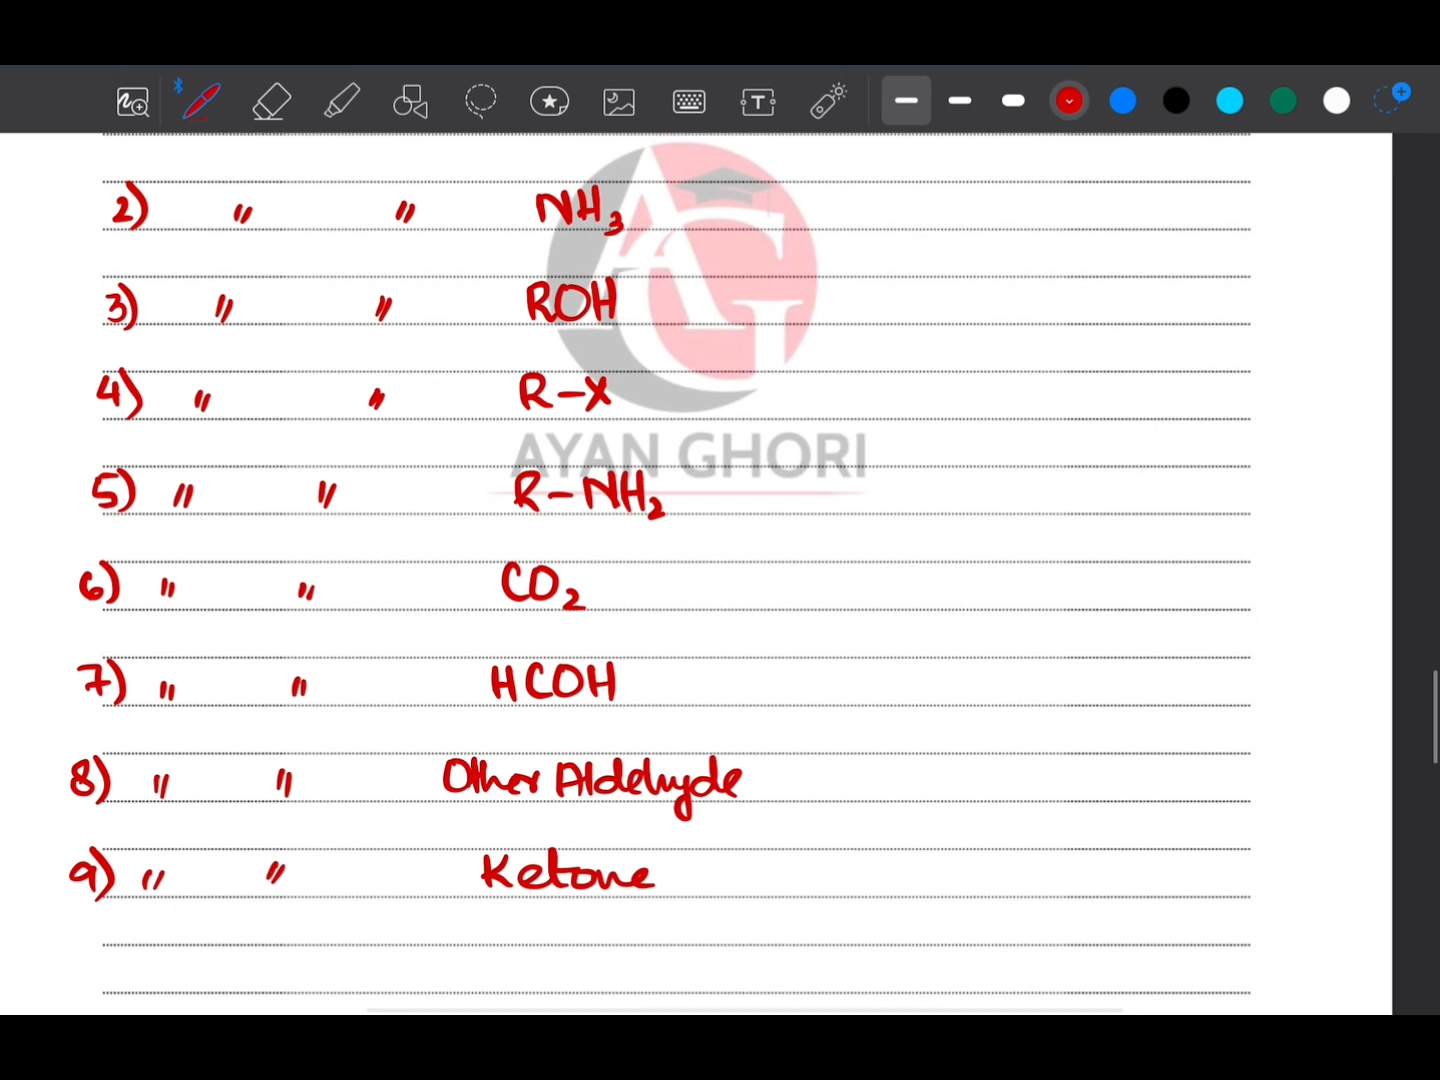 2) " " NH₃
3) " " ROH
4) " " R-X
AYAN GHORI
5) " " R-NH₂
6) " " CO₂
7) " " HCOH
8) " " Other Aldehyde
9) " " Ketone